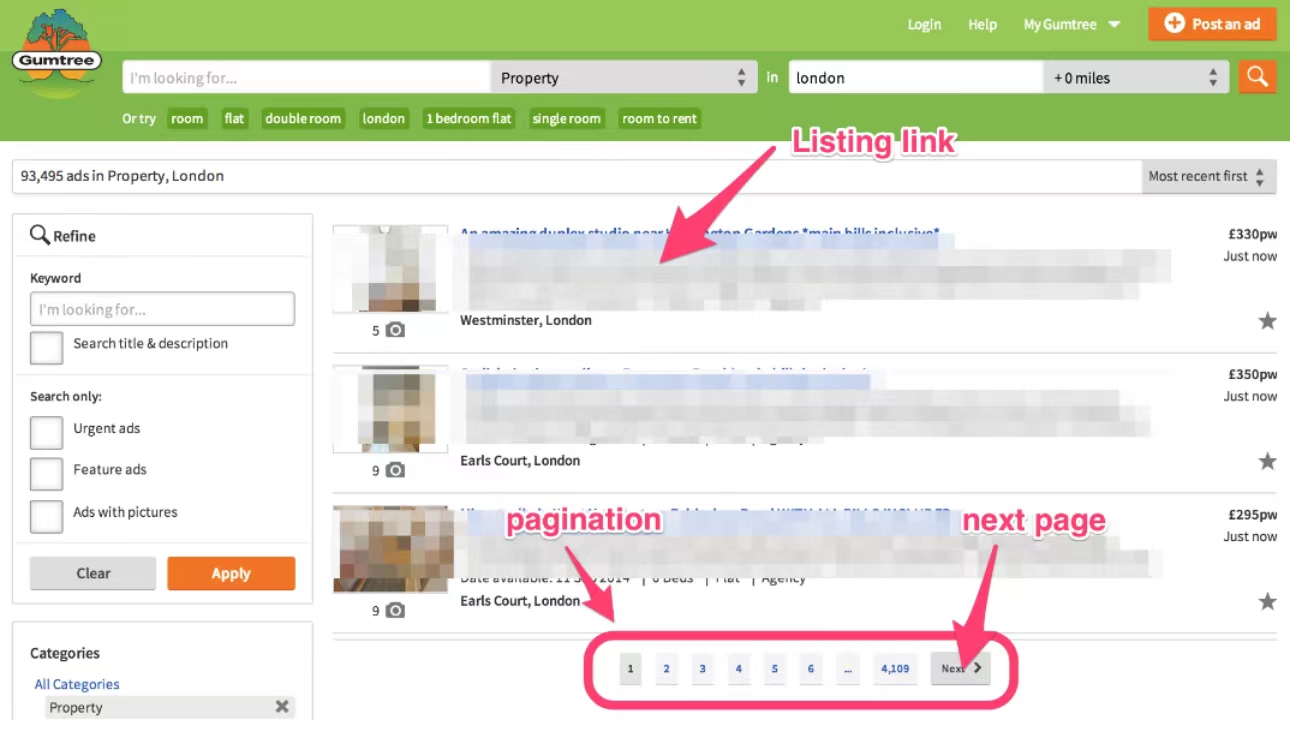 Login Help My Gumtree Post an ad
Gumtree
I'm looking for... Property in london + 0 miles
Or try room flat double room london 1 bedroom flat single room room to rent
Listing link
93,495 ads in Property, London Most recent first
Refine
Keyword
I'm looking for...
Search title & description
Search only:
Urgent ads
Feature ads
Ads with pictures
Clear Apply
Categories
All Categories
Property
An amazing duplex studio near Gardens *main bills inclusive*
£330pw
Just now
5
Westminster, London
£350pw
Just now
9
Earls Court, London
pagination next page
£295pw
Just now
Date available: 2014 | 0 Beds | Flat | Agency
9
Earls Court, London
1 2 3 4 5 6 ... 4,109 Next